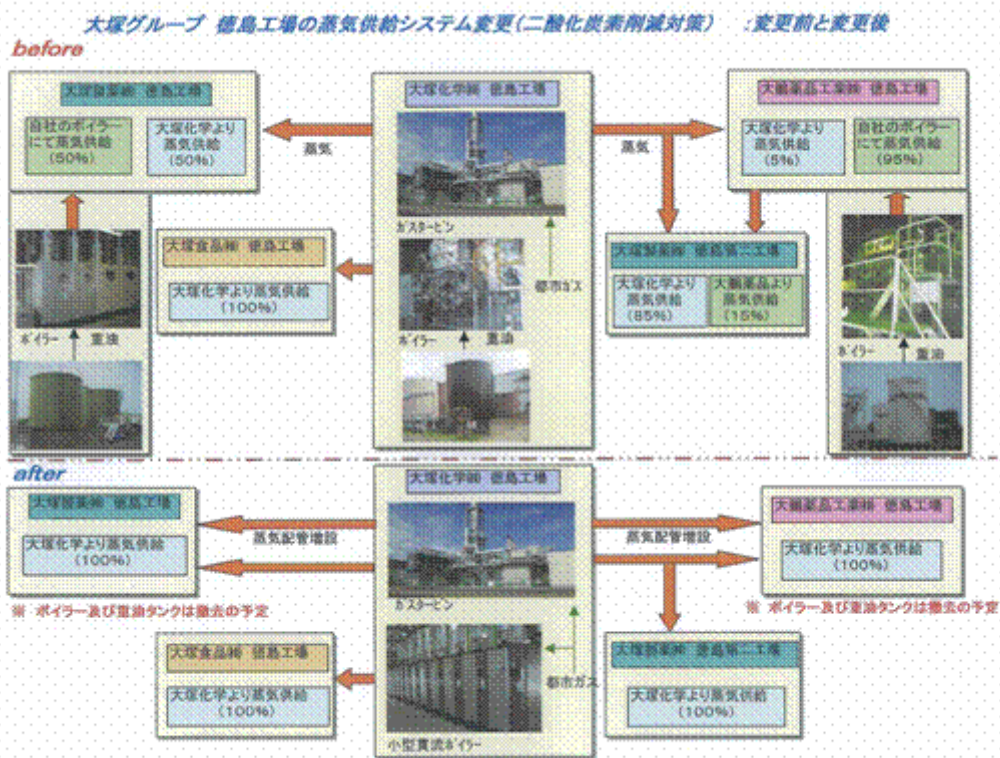 大塚グループ 徳島工場の蒸気供給システム変更(二酸化炭素削減対策) :変更前と変更後
before
大塚製薬㈱ 徳島工場
自社のボイラー
にて蒸気供給
(50%)
大塚化学より
蒸気供給
(50%)
蒸気
大塚化学㈱ 徳島工場
ガスタービン
都市ガス
ボイラー
重油
蒸気
大鵬薬品工業㈱ 徳島工場
大塚化学より
蒸気供給
(5%)
自社のボイラー
にて蒸気供給
(95%)
大塚食品㈱ 徳島工場
大塚化学より蒸気供給
(100%)
大塚製薬㈱ 徳島第二工場
大塚化学より
蒸気供給
(85%)
大鵬薬品より
蒸気供給
(15%)
ボイラー
重油
ボイラー
重油
after
大塚製薬㈱ 徳島工場
大塚化学より蒸気供給
(100%)
※ ボイラー及び重油タンクは撤去の予定
蒸気配管増設
大塚化学㈱ 徳島工場
ガスタービン
都市ガス
小型貫流ボイラー
蒸気配管増設
大鵬薬品工業㈱ 徳島工場
大塚化学より蒸気供給
(100%)
※ ボイラー及び重油タンクは撤去の予定
大塚食品㈱ 徳島工場
大塚化学より蒸気供給
(100%)
大塚製薬㈱ 徳島第二工場
大塚化学より蒸気供給
(100%)